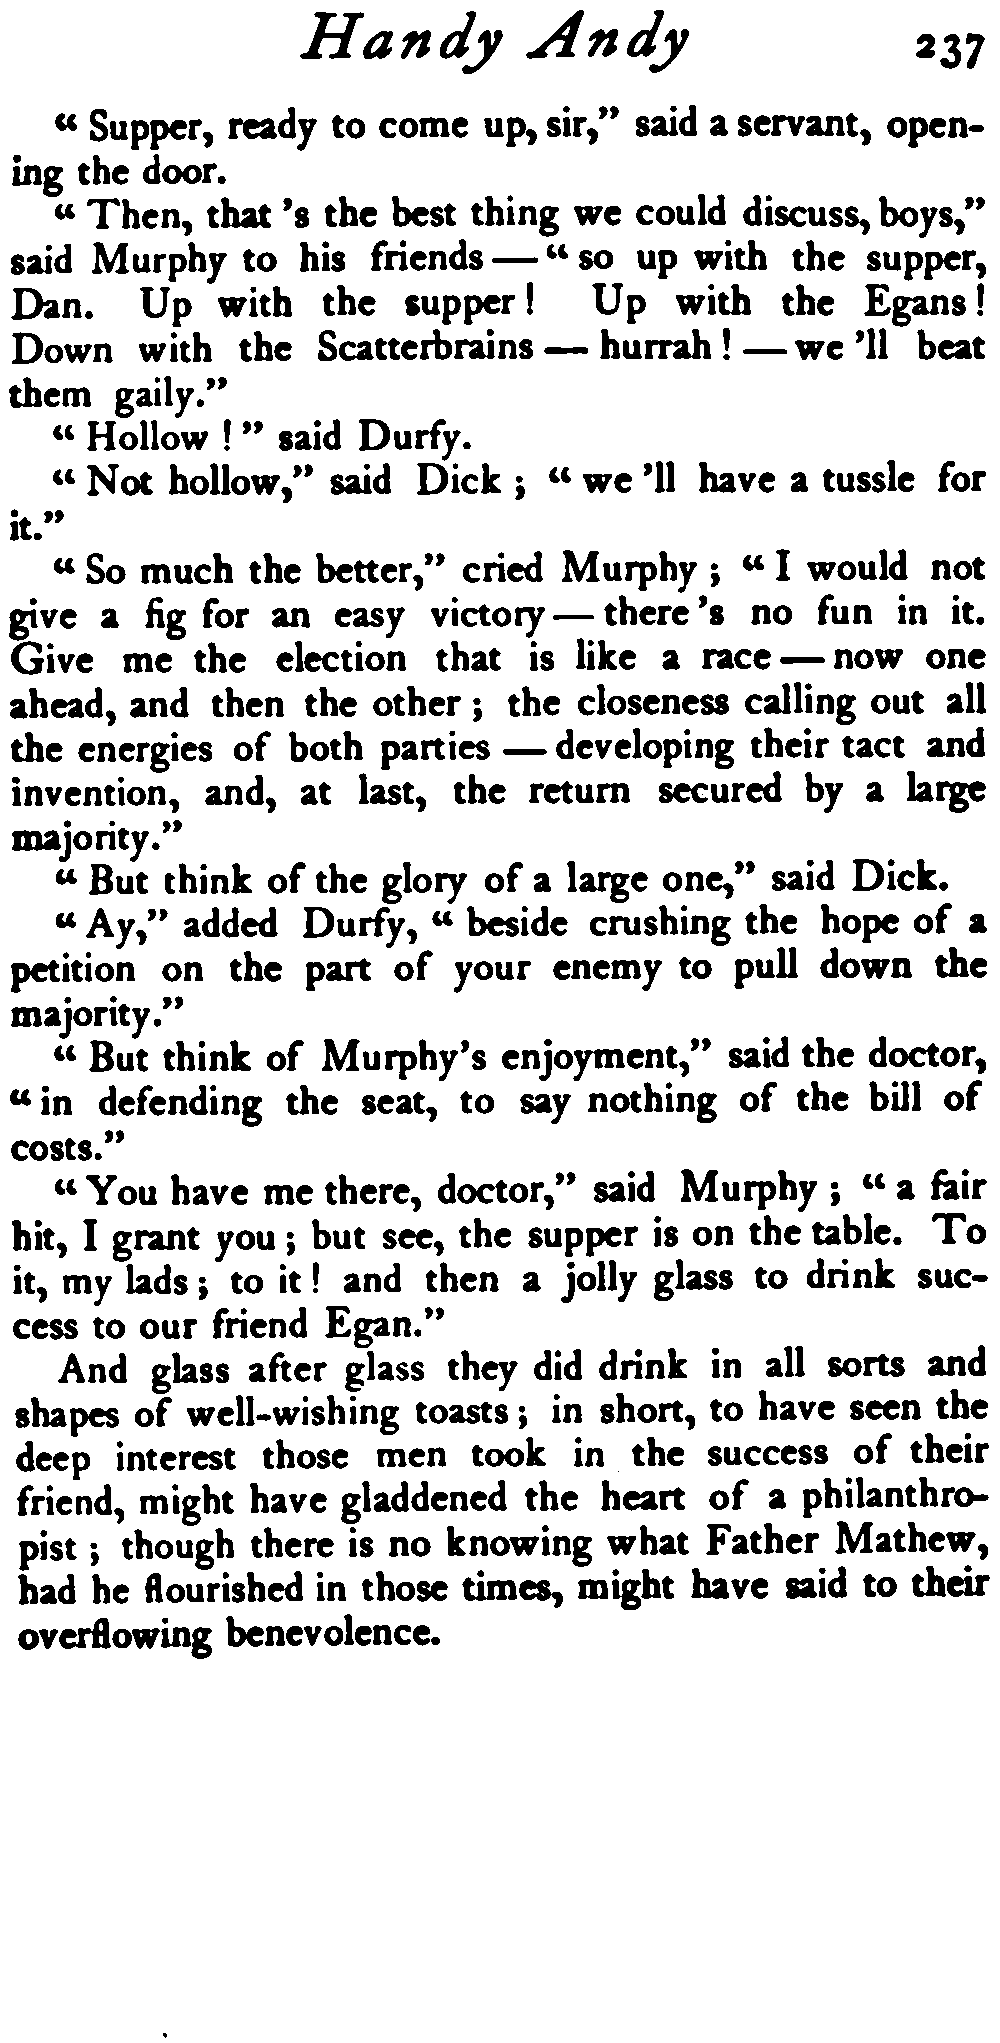 Handy Andy 237
“ Supper, ready to come up, sir,” said a servant, open-
ing the door.
“ Then, that ’s the best thing we could discuss, boys,”
said Murphy to his friends — “ so up with the supper,
Dan. Up with the supper ! Up with the Egans !
Down with the Scatterbrains — hurrah ! — we ’ll beat
them gaily.”
“ Hollow ! ” said Durfy.
“ Not hollow,” said Dick ; “ we ’ll have a tussle for
it.”
“ So much the better,” cried Murphy ; “ I would not
give a fig for an easy victory — there ’s no fun in it.
Give me the election that is like a race — now one
ahead, and then the other ; the closeness calling out all
the energies of both parties — developing their tact and
invention, and, at last, the return secured by a large
majority.”
“ But think of the glory of a large one,” said Dick.
“ Ay,” added Durfy, “ beside crushing the hope of a
petition on the part of your enemy to pull down the
majority.”
“ But think of Murphy’s enjoyment,” said the doctor,
“ in defending the seat, to say nothing of the bill of
costs.”
“ You have me there, doctor,” said Murphy ; “ a fair
hit, I grant you ; but see, the supper is on the table. To
it, my lads ; to it ! and then a jolly glass to drink suc-
cess to our friend Egan.”
And glass after glass they did drink in all sorts and
shapes of well-wishing toasts ; in short, to have seen the
deep interest those men took in the success of their
friend, might have gladdened the heart of a philanthro-
pist ; though there is no knowing what Father Mathew,
had he flourished in those times, might have said to their
overflowing benevolence.